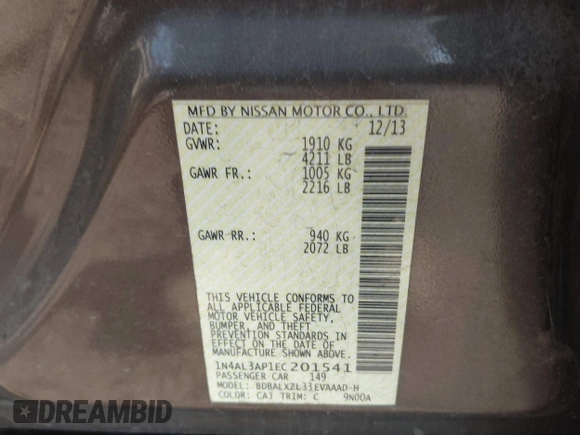 MFD BY NISSAN MOTOR CO., LTD.
DATE: 12/13
GVWR: 1910 KG
4211 LB
GAWR FR.: 1005 KG
2216 LB
GAWR RR.: 940 KG
2072 LB
THIS VEHICLE CONFORMS TO
ALL APPLICABLE FEDERAL
MOTOR VEHICLE SAFETY,
BUMPER, AND THEFT
PREVENTION STANDARDS IN
EFFECT ON THE DATE OF
MANUFACTURE SHOWN ABOVE.
1N4AL3AP1EC201541
PASSENGER CAR 149
MODEL: BDBALXZL33EVAAAD-H
COLOR: CAJ TRIM: C 9N00A
BIDFAX